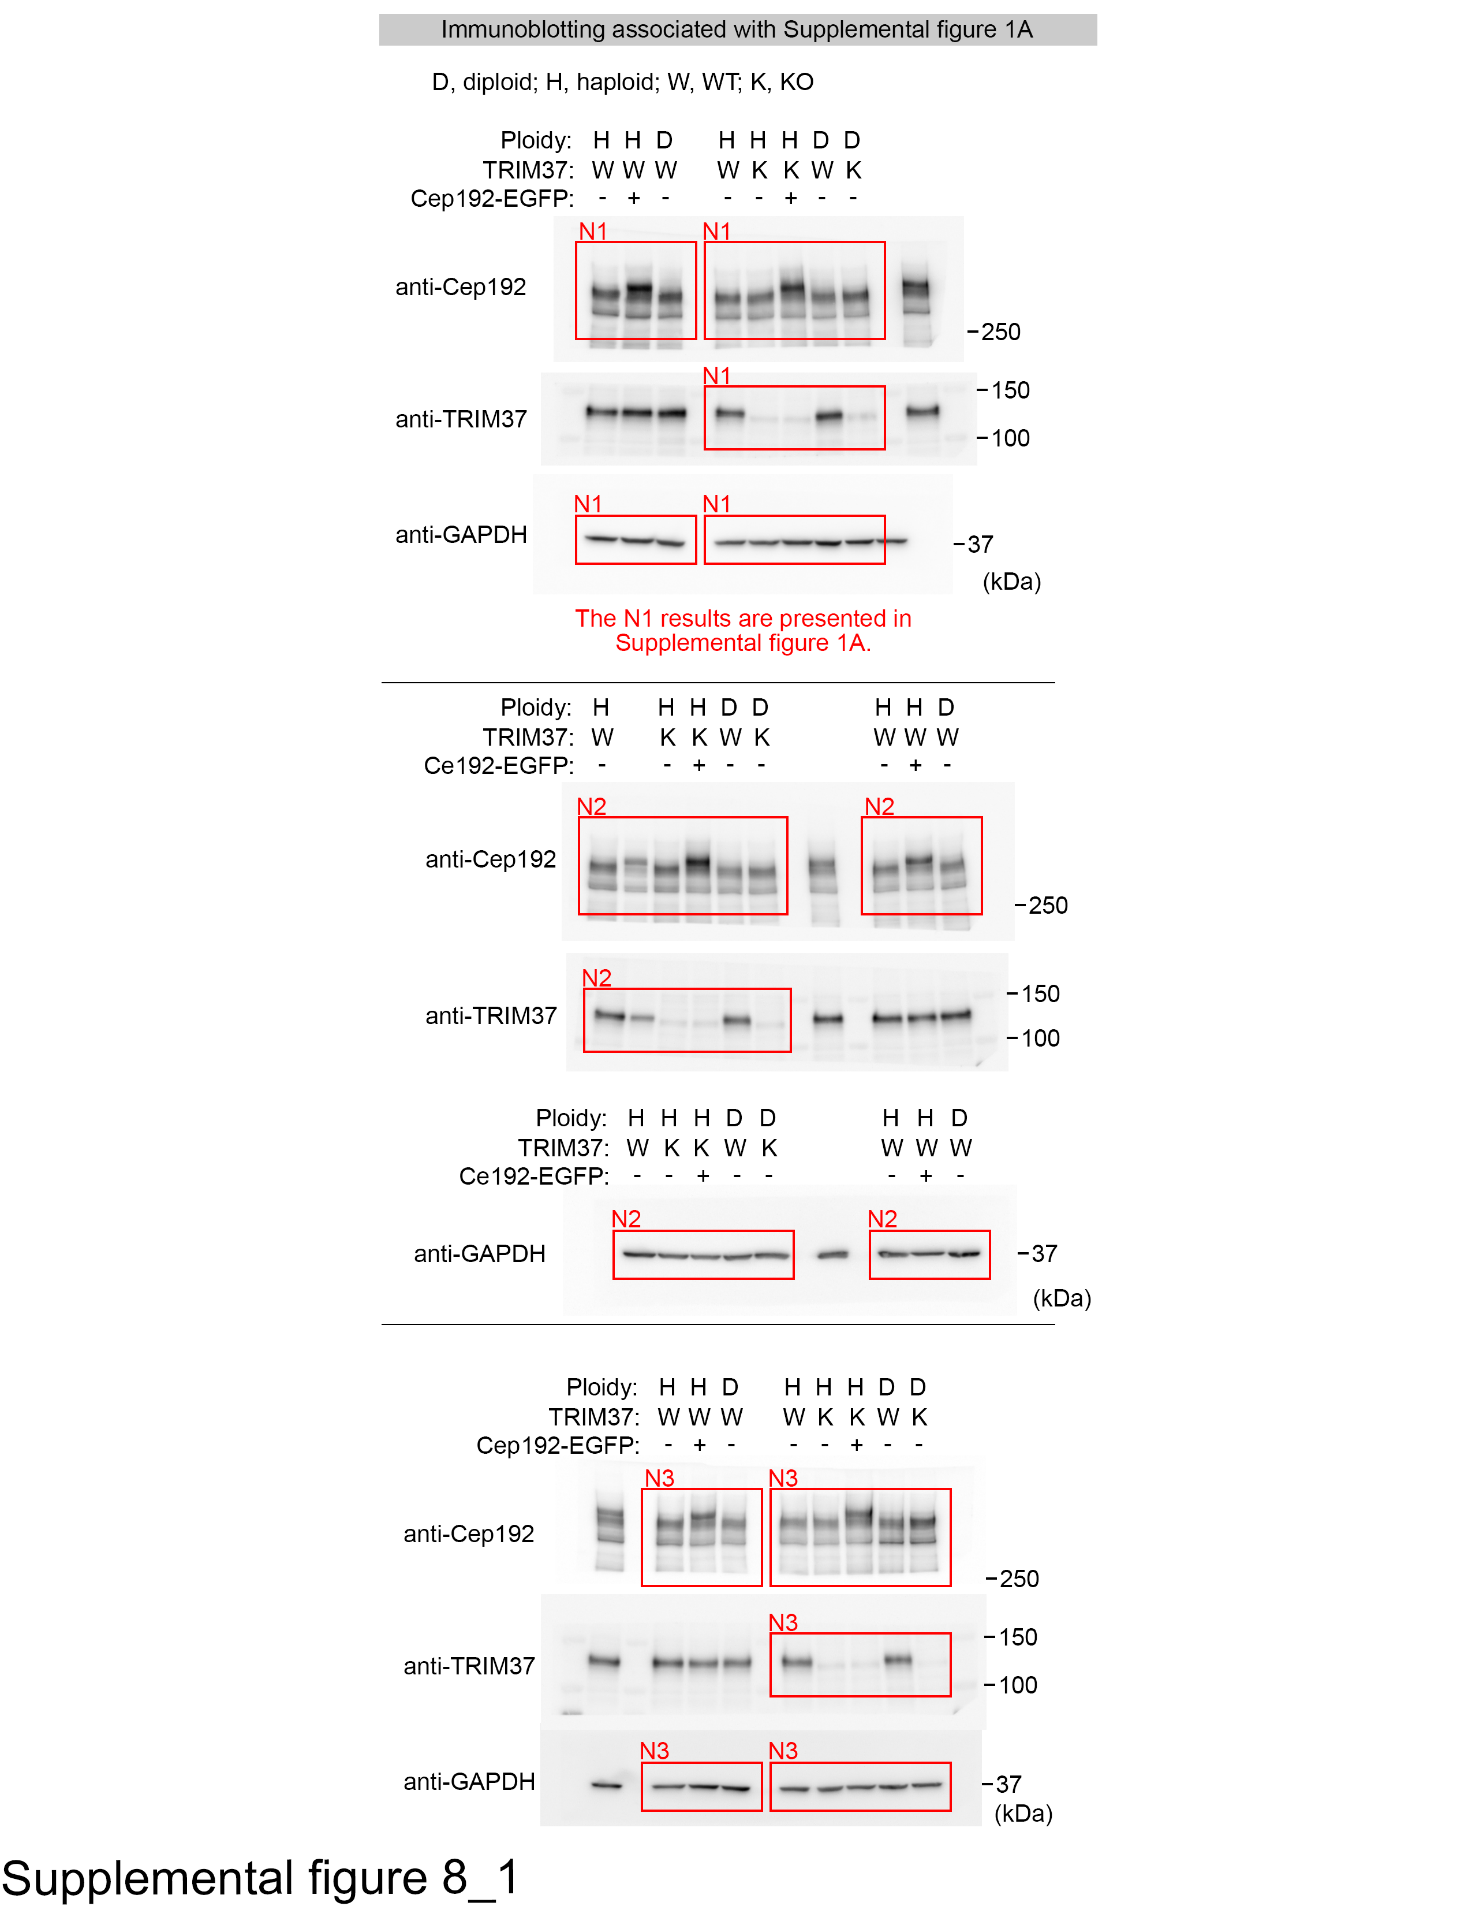 Immunoblotting associated with Supplemental figure 1A
D, diploid; H, haploid; W, WT; K, KO
Ploidy: H H D H H H D D
TRIM37: W W W W K K W K
Cep192-EGFP: - + - - - + - -
N1 N1
anti-Cep192
-250
N1
-150
anti-TRIM37
-100
N1 N1
anti-GAPDH
-37
(kDa)
The N1 results are presented in
Supplemental figure 1A.
Ploidy: H H H D D H H D
TRIM37: W K K W K W W W
Ce192-EGFP: - - + - - - + -
N2 N2
anti-Cep192
-250
N2
-150
anti-TRIM37
-100
Ploidy: H H H D D H H D
TRIM37: W K K W K W W W
Ce192-EGFP: - - + - - - + -
N2 N2
anti-GAPDH
-37
(kDa)
Ploidy: H H D H H H D D
TRIM37: W W W W K K W K
Cep192-EGFP: - + - - - + - -
N3 N3
anti-Cep192
-250
N3
-150
anti-TRIM37
-100
N3 N3
anti-GAPDH
-37
(kDa)
Supplemental figure 8_1